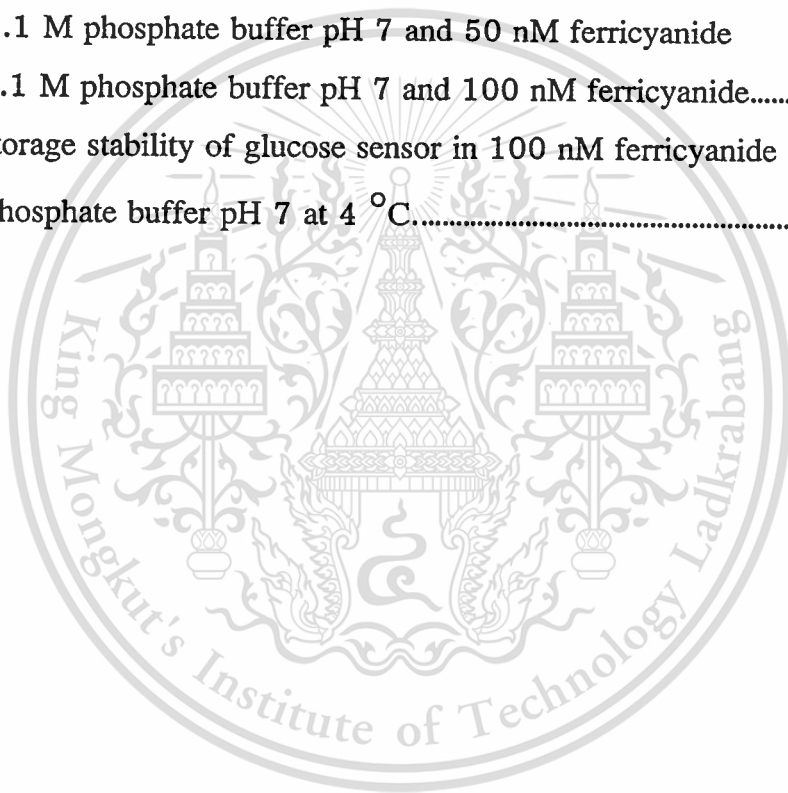 .1 M phosphate buffer pH 7 and 50 nM ferricyanide
.1 M phosphate buffer pH 7 and 100 nM ferricyanide......
torage stability of glucose sensor in 100 nM ferricyanide
hosphate buffer pH 7 at 4 °C..............................................................
King Mongkut's Institute of Technology Ladkrabang